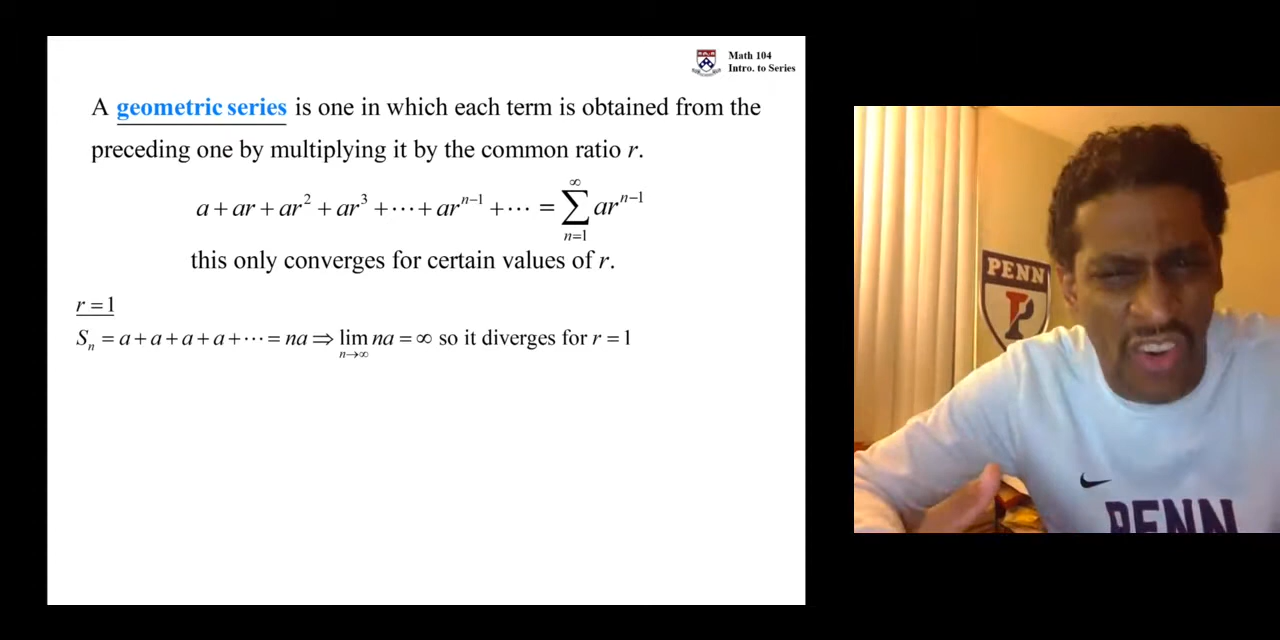 Math 104
Intro. to Series
A geometric series is one in which each term is obtained from the
preceding one by multiplying it by the common ratio r.
a + ar + ar² + ar³ + ⋯ + arⁿ⁻¹ + ⋯ = ∑_{n=1}^{∞} arⁿ⁻¹
this only converges for certain values of r.
r = 1
Sₙ = a + a + a + a + ⋯ = na ⇒ lim_{n→∞} na = ∞ so it diverges for r = 1
PENN
P
PENN